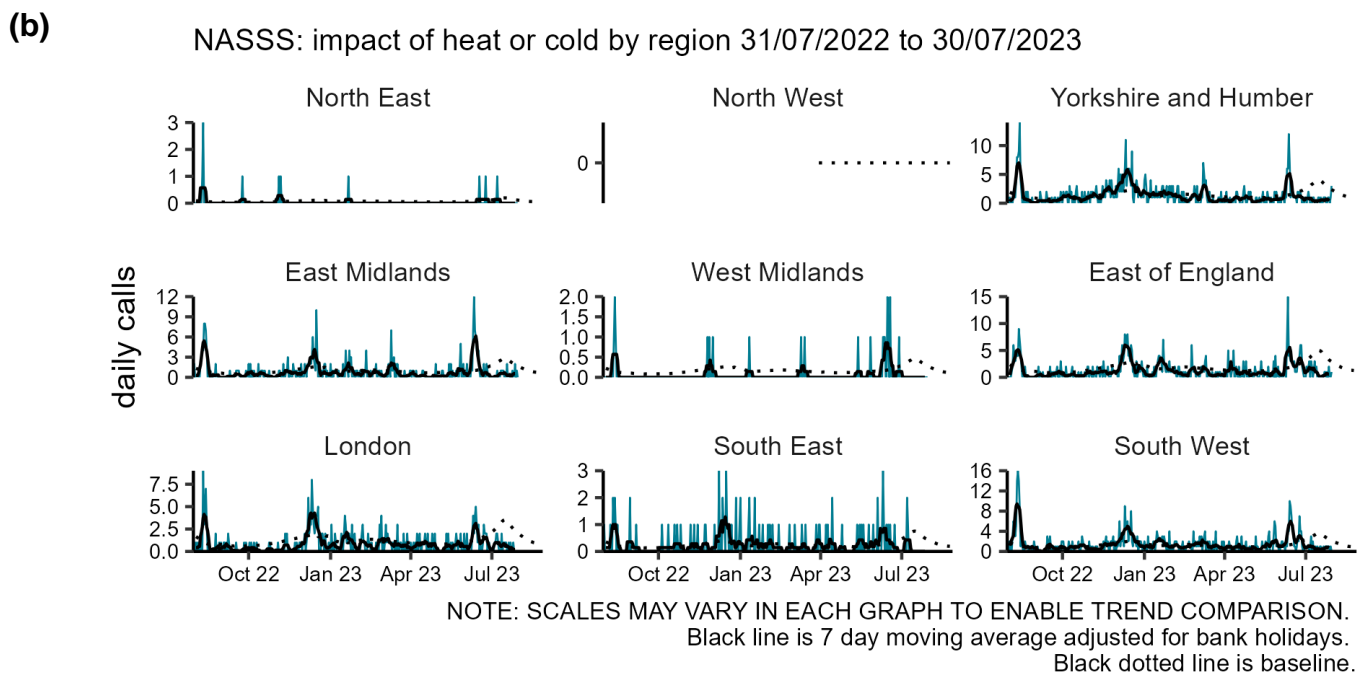 (b)
NASSS: impact of heat or cold by region 31/07/2022 to 30/07/2023
North East
North West
Yorkshire and Humber
3
2
1
0
0
10
5
0
daily calls
East Midlands
West Midlands
East of England
12
9
6
3
0
2.0
1.5
1.0
0.5
0.0
15
10
5
0
London
South East
South West
7.5
5.0
2.5
0.0
3
2
1
0
16
12
8
4
0
Oct 22 Jan 23 Apr 23 Jul 23
Oct 22 Jan 23 Apr 23 Jul 23
Oct 22 Jan 23 Apr 23 Jul 23
NOTE: SCALES MAY VARY IN EACH GRAPH TO ENABLE TREND COMPARISON.
Black line is 7 day moving average adjusted for bank holidays.
Black dotted line is baseline.